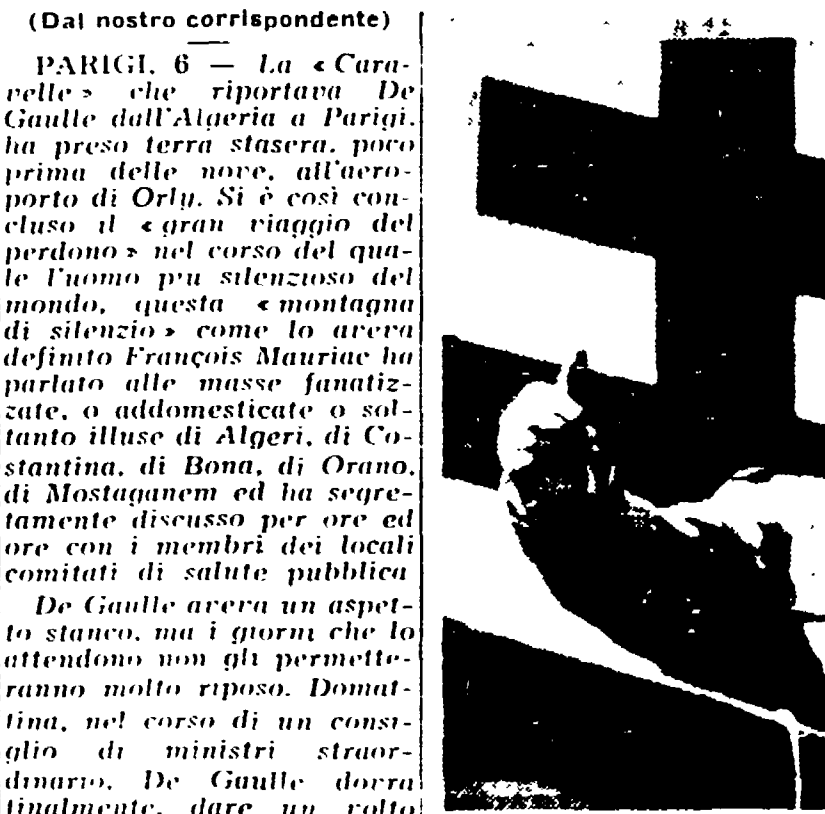 (Dal nostro corrispondente)
PARIGI, 6 — La « Cara-
velle » che riportava De
Gaulle dall'Algeria a Parigi,
ha preso terra stasera, poco
prima delle nove, all'aero-
porto di Orly. Si è così con-
cluso il « gran viaggio del
perdono » nel corso del qua-
le l'uomo più silenzioso del
mondo, questa « montagna
di silenzio » come lo aveva
definito François Mauriac ha
parlato alle masse fanatiz-
zate, o addomesticate o sol-
tanto illuse di Algeri, di Co-
stantina, di Bona, di Orano,
di Mostaganem ed ha segre-
tamente discusso per ore ed
ore con i membri dei locali
comitati di salute pubblica
De Gaulle aveva un aspet-
to stanco, ma i giorni che lo
attendono non gli permette-
ranno molto riposo. Domat-
tina, nel corso di un consi-
glio di ministri straor-
dinario, De Gaulle dovrà
finalmente, dare un volto